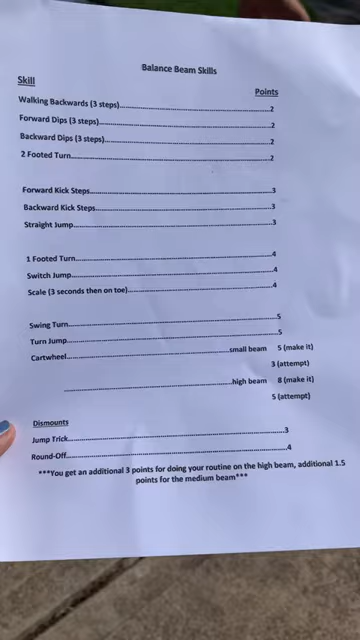 Balance Beam Skills
Skill
Points
Walking Backwards (3 steps)..........2
Forward Dips (3 steps)..........2
Backward Dips (3 steps)..........2
2 Footed Turn..........2
Forward Kick Steps..........3
Backward Kick Steps..........3
Straight Jump..........3
1 Footed Turn..........4
Switch Jump..........4
Scale (3 seconds then on toe)..........4
Swing Turn..........5
Turn Jump..........5
Cartwheel..........small beam 5 (make it)
3 (attempt)
..........high beam 8 (make it)
5 (attempt)
Dismounts
Jump Trick..........3
Round-Off..........4
***You get an additional 3 points for doing your routine on the high beam, additional 1.5
points for the medium beam***